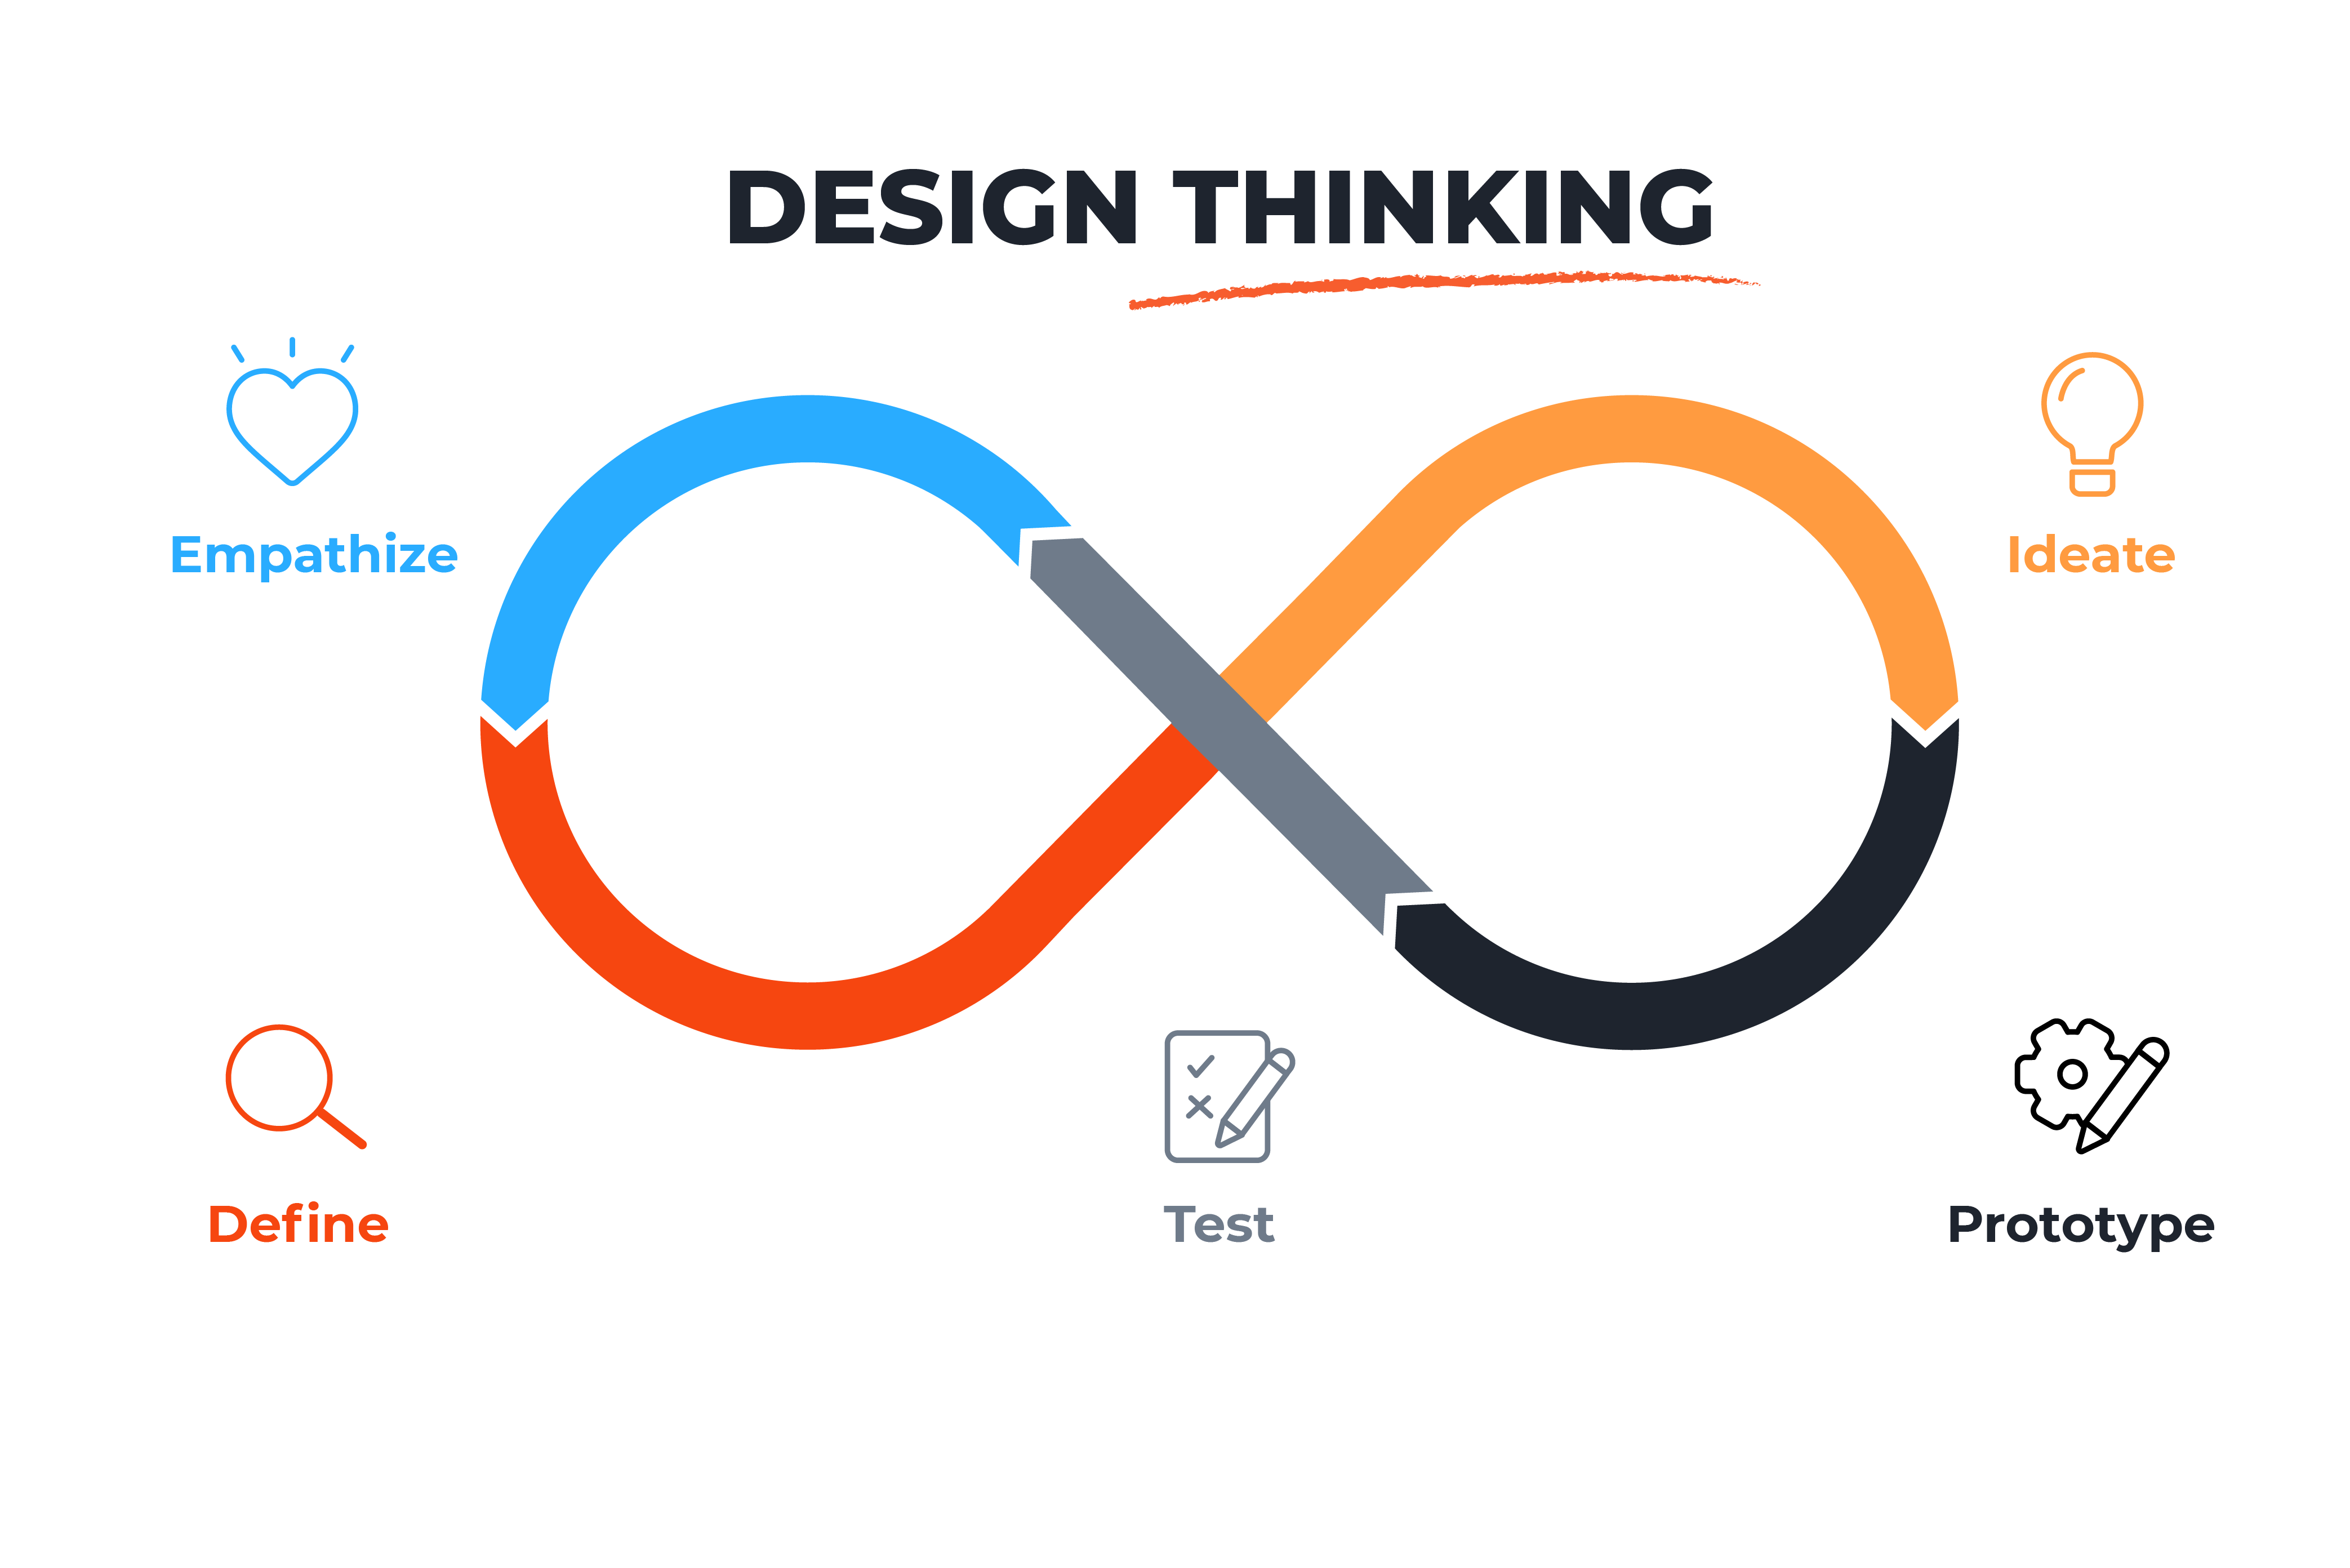 DESIGN THINKING
Empathize
Ideate
Define
Test
Prototype